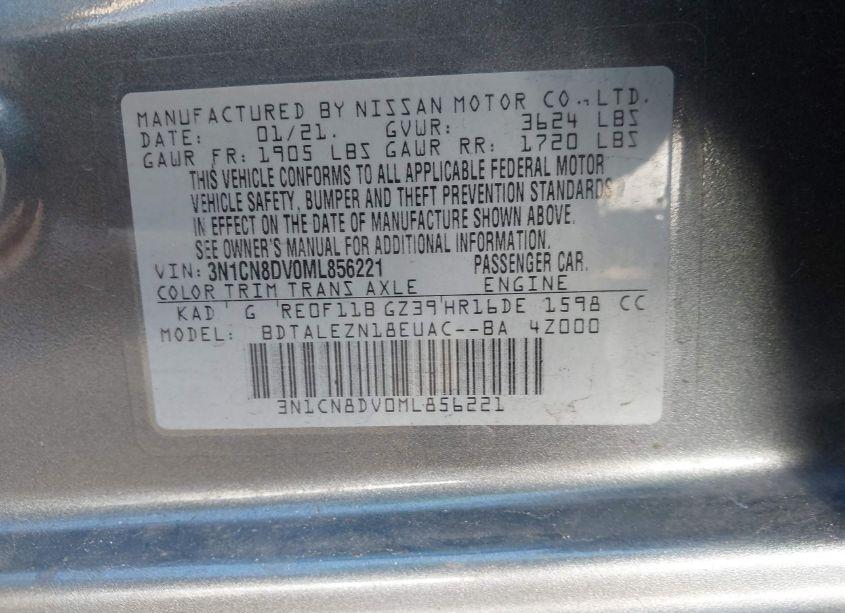 MANUFACTURED BY NISSAN MOTOR CO., LTD.
DATE: 01/21. GVWR: 3624 LBS
GAWR FR: 1905 LBS GAWR RR: 1720 LBS
THIS VEHICLE CONFORMS TO ALL APPLICABLE FEDERAL MOTOR
VEHICLE SAFETY, BUMPER AND THEFT PREVENTION STANDARDS
IN EFFECT ON THE DATE OF MANUFACTURE SHOWN ABOVE.
SEE OWNER'S MANUAL FOR ADDITIONAL INFORMATION.
VIN: 3N1CN8DV0ML856221 PASSENGER CAR.
COLOR TRIM TRANS AXLE ENGINE
KAD G RE0F11B GZ39 HR16DE 1598 CC
MODEL: BDTALEZN18EUAC--BA 4Z000
3N1CN8DV0ML856221